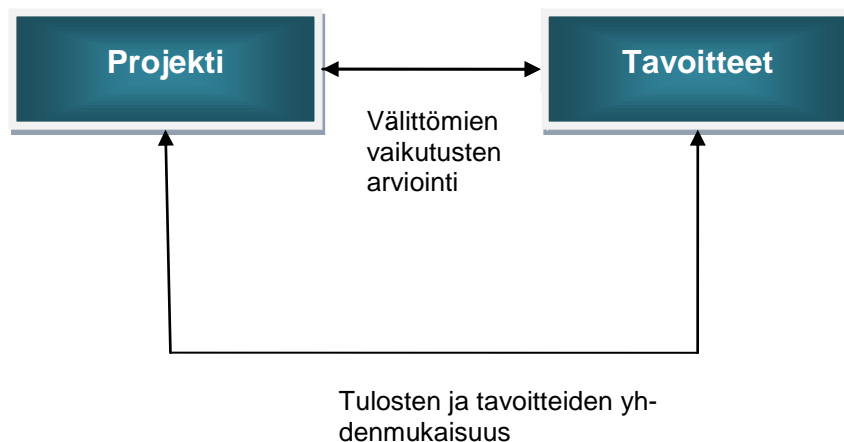 Projekti
Tavoitteet
Välittömien
vaikutusten
arviointi
Tulosten ja tavoitteiden yh-
denmukaisuus